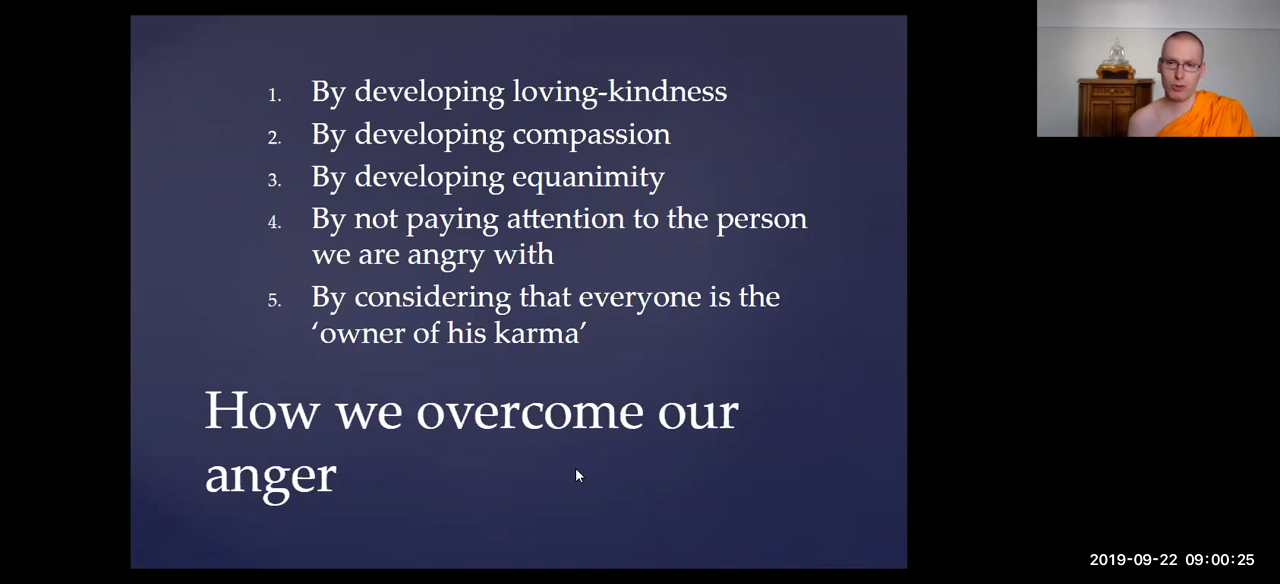 1. By developing loving-kindness
2. By developing compassion
3. By developing equanimity
4. By not paying attention to the person
we are angry with
5. By considering that everyone is the
‘owner of his karma’
How we overcome our
anger
2019-09-22 09:00:25